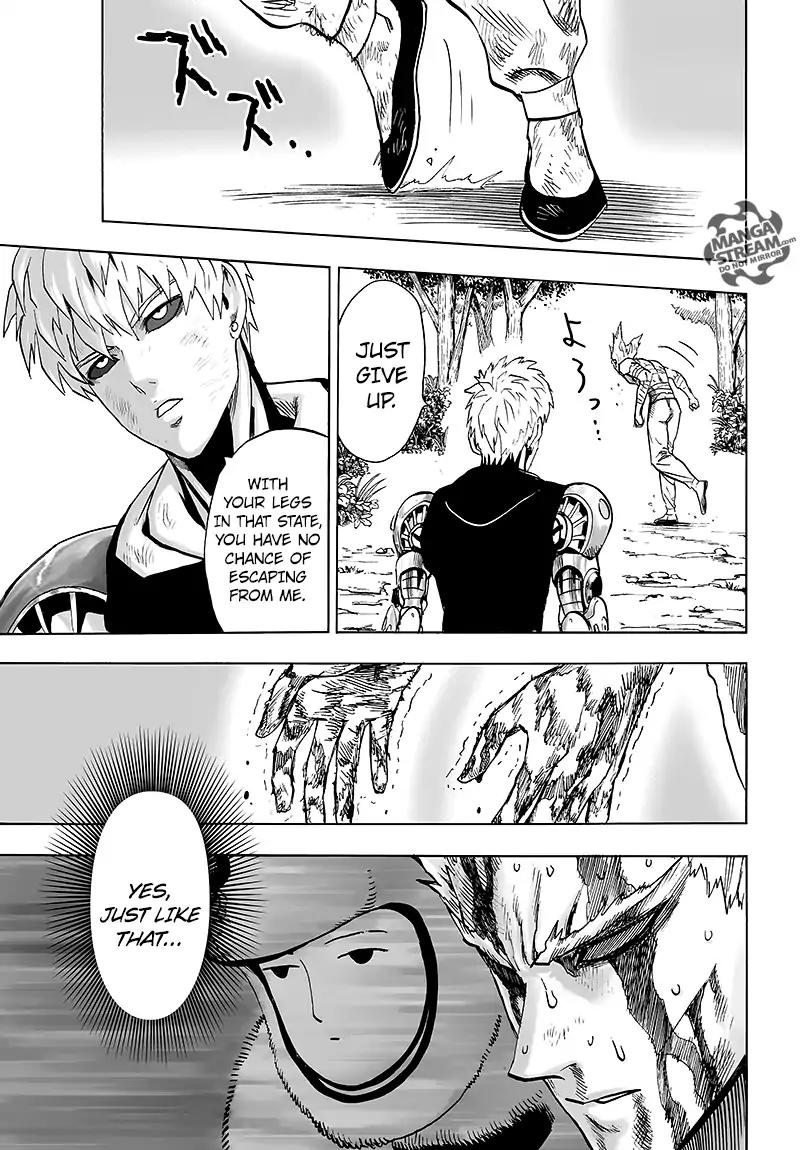 ズズ...
MANGA
STREAM.com
DO NOT MIRROR
JUST
GIVE
UP.
よろっ...
WITH
YOUR LEGS
IN THAT STATE,
YOU HAVE NO
CHANCE OF
ESCAPING
FROM ME.
YES,
JUST LIKE
THAT...